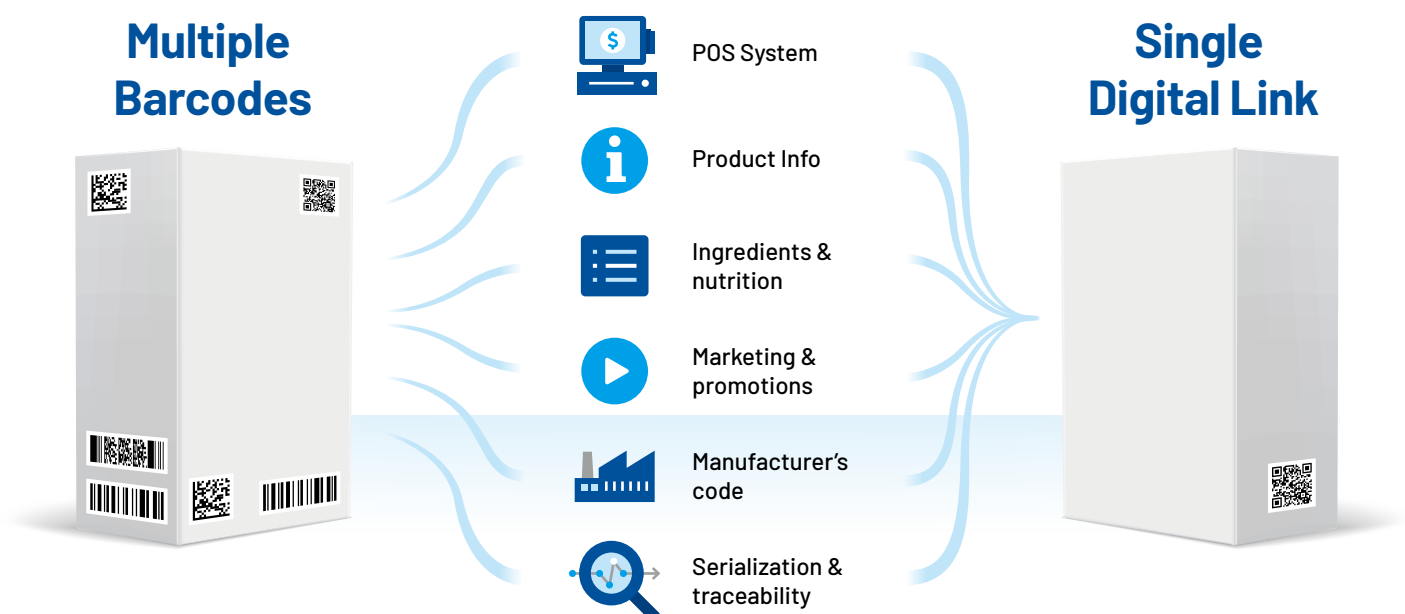 Multiple
Barcodes
$
POS System
Product Info
Ingredients &
nutrition
Marketing &
promotions
Manufacturer’s
code
Serialization &
traceability
Single
Digital Link